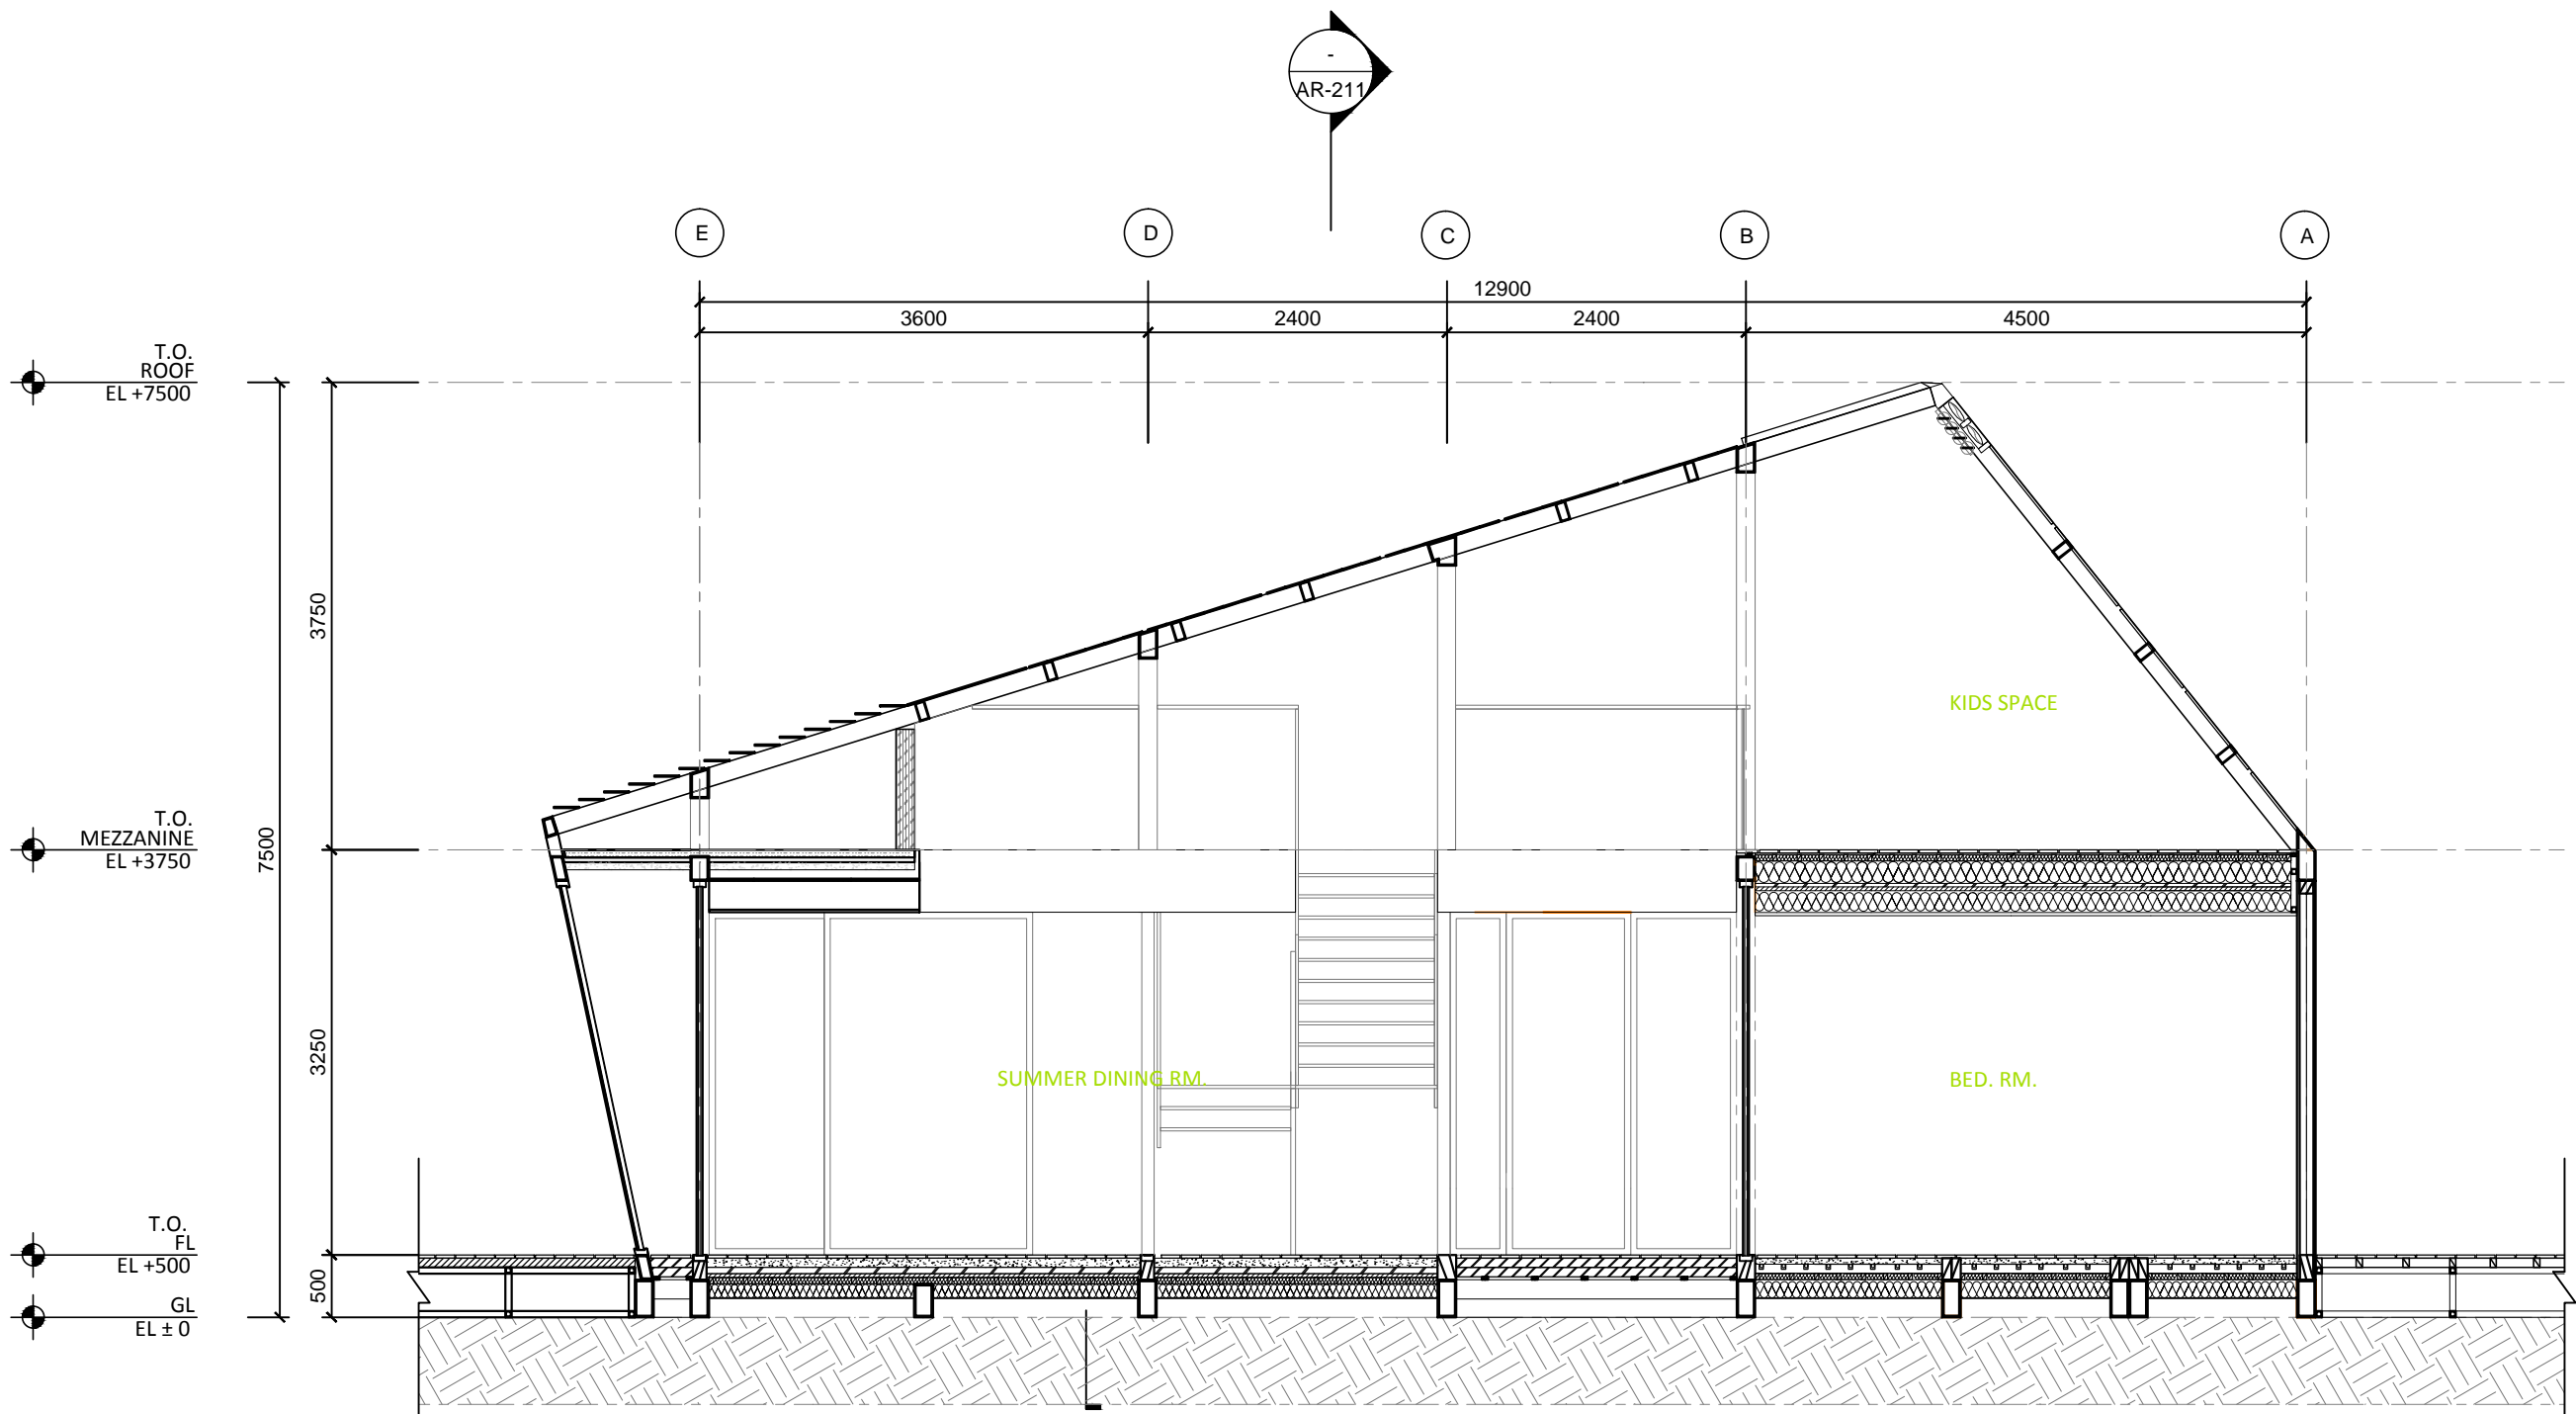 -
AR-211
E
D
C
B
A
12900
3600
2400
2400
4500
T.O.
ROOF
EL +7500
3750
KIDS SPACE
T.O.
MEZZANINE
EL +3750
7500
3250
SUMMER DINING RM.
BED. RM.
T.O.
FL
EL +500
500
GL
EL ± 0